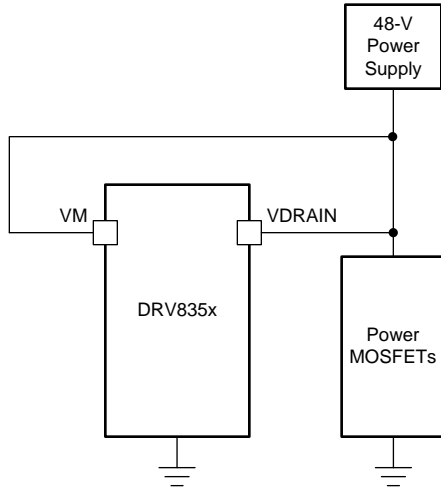 48-V
Power
Supply
VM
VDRAIN
DRV835x
Power
MOSFETs